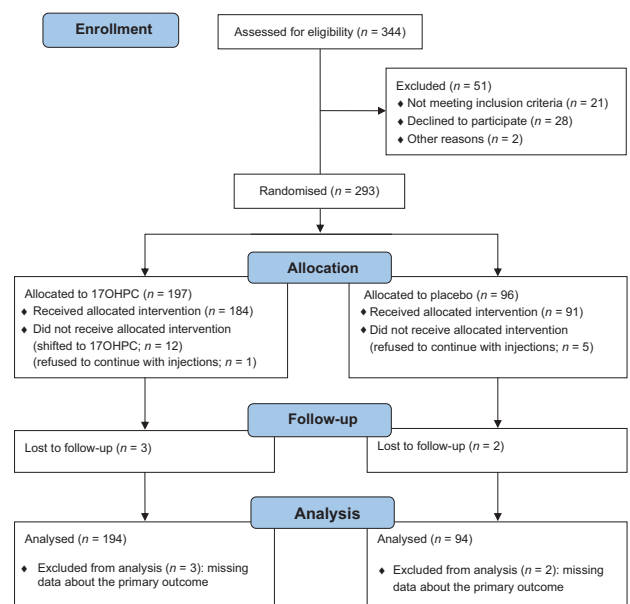 Enrollment
Assessed for eligibility (n = 344)
Excluded (n = 51)
♦ Not meeting inclusion criteria (n = 21)
♦ Declined to participate (n = 28)
♦ Other reasons (n = 2)
Randomised (n = 293)
Allocation
Allocated to 17OHPC (n = 197)
♦ Received allocated intervention (n = 184)
♦ Did not receive allocated intervention
(shifted to 17OHPC; n = 12)
(refused to continue with injections; n = 1)
Allocated to placebo (n = 96)
♦ Received allocated intervention (n = 91)
♦ Did not receive allocated intervention
(refused to continue with injections; n = 5)
Follow-up
Lost to follow-up (n = 3)
Lost to follow-up (n = 2)
Analysis
Analysed (n = 194)
♦ Excluded from analysis (n = 3): missing
data about the primary outcome
Analysed (n = 94)
♦ Excluded from analysis (n = 2): missing
data about the primary outcome